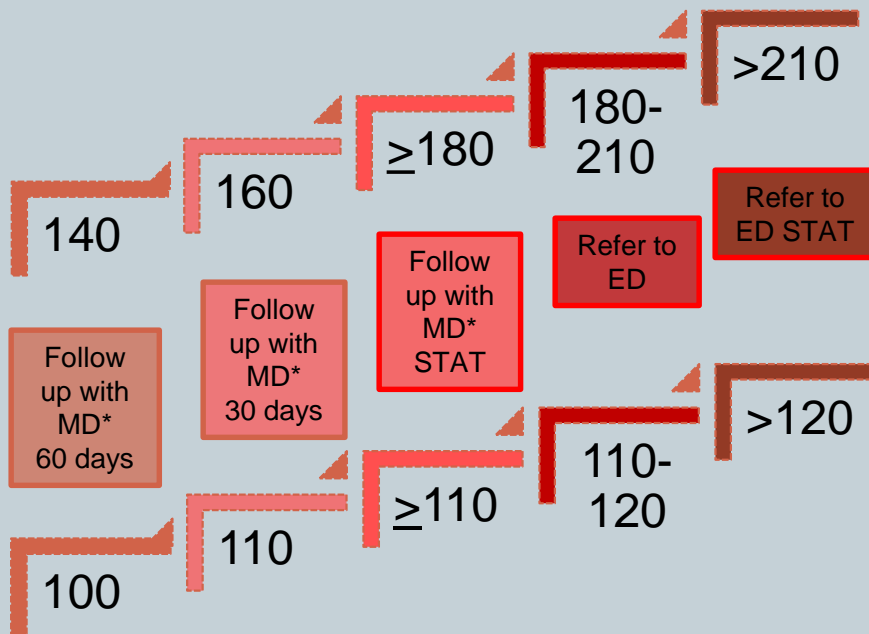 140
160
≥180
180-
210
>210
Follow
up with
MD*
60 days
Follow
up with
MD*
30 days
Follow
up with
MD*
STAT
Refer to
ED
Refer to
ED STAT
100
110
≥110
110-
120
>120